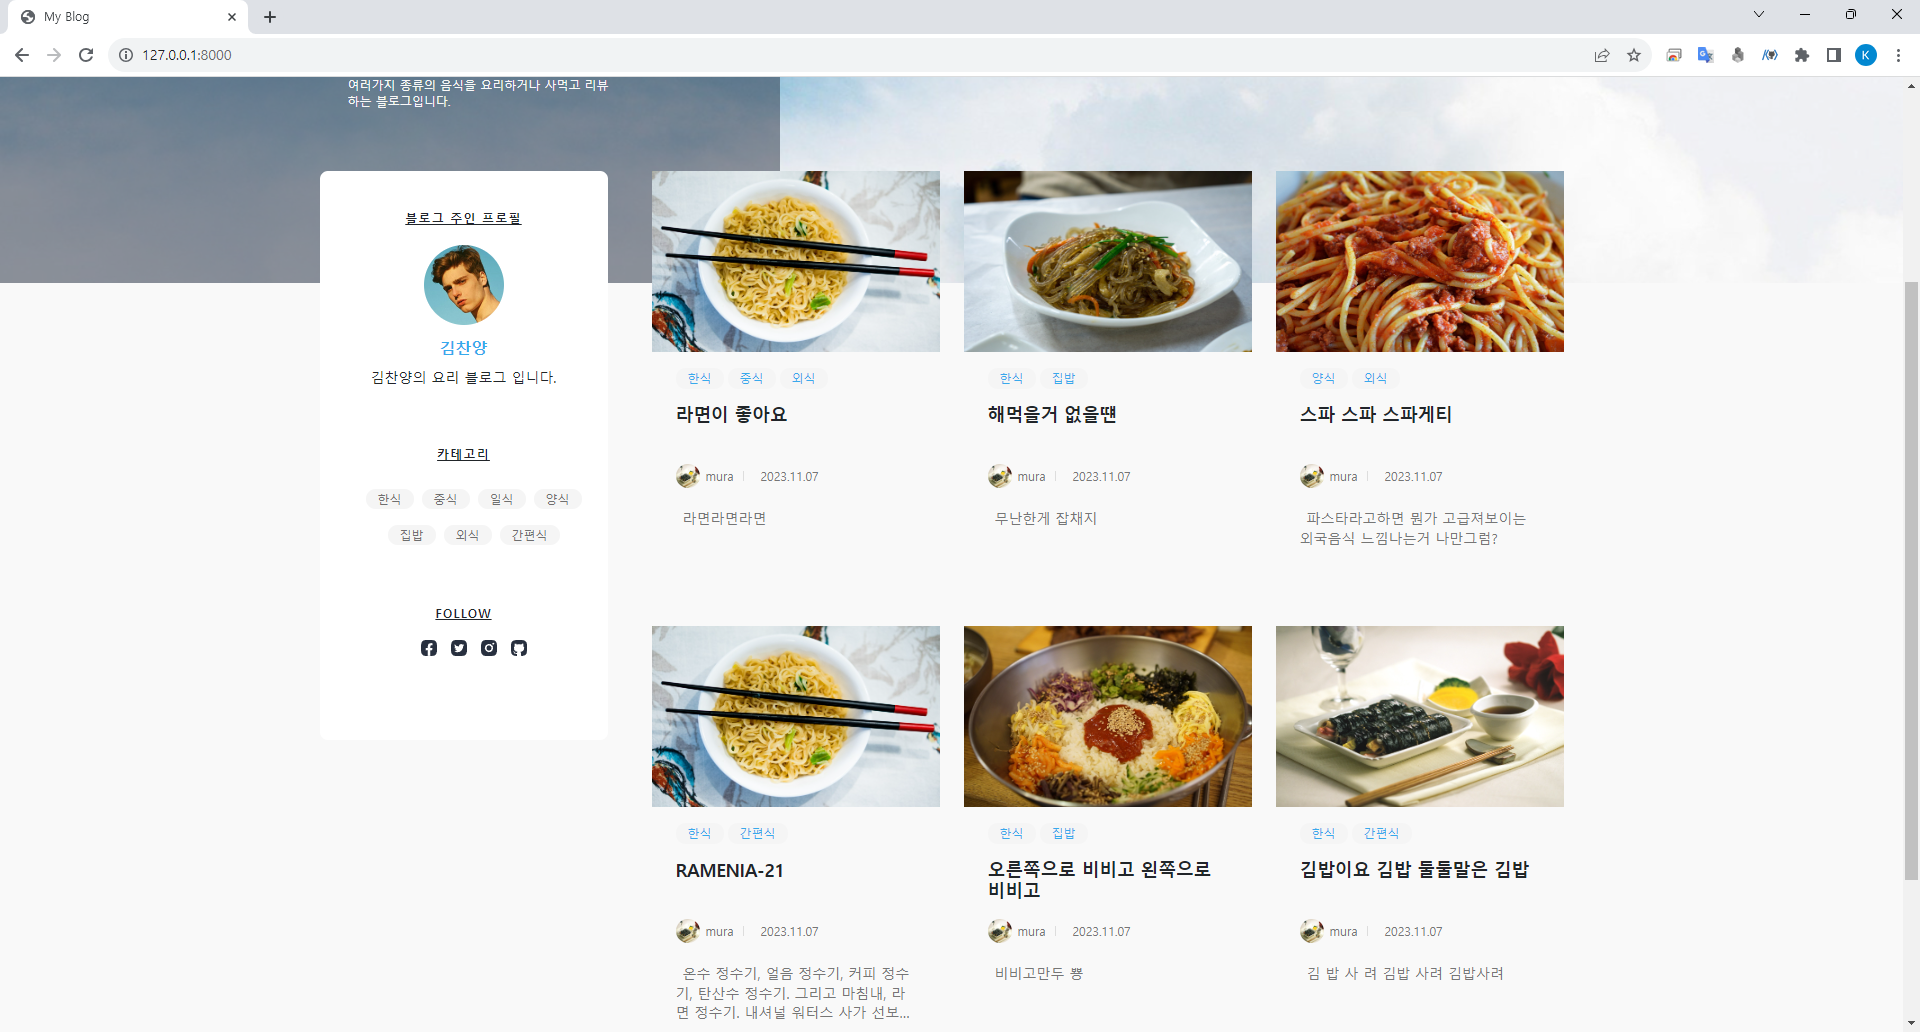 My Blog
127.0.0.1:8000
K
여러가지 종류의 음식을 요리하거나 사먹고 리뷰
하는 블로그입니다.
블로그 주인 프로필
김찬양
김찬양의 요리 블로그 입니다.
카테고리
한식 중식 일식 양식
집밥 외식 간편식
FOLLOW
한식 중식 외식
라면이 좋아요
mura 2023.11.07
라면라면라면
한식 집밥
해먹을거 없을땐
mura 2023.11.07
무난한게 잡채지
양식 외식
스파 스파 스파게티
mura 2023.11.07
파스타라고하면 뭔가 고급져보이는
외국음식 느낌나는거 나만그럼?
한식 간편식
RAMENIA-21
mura 2023.11.07
온수 정수기, 얼음 정수기, 커피 정수
기, 탄산수 정수기. 그리고 마침내, 라
면 정수기. 내셔널 워터스 사가 선보...
한식 집밥
오른쪽으로 비비고 왼쪽으로
비비고
mura 2023.11.07
비비고만두 뿅
한식 간편식
김밥이요 김밥 둘둘말은 김밥
mura 2023.11.07
김 밥 사 려 김밥 사려 김밥사려